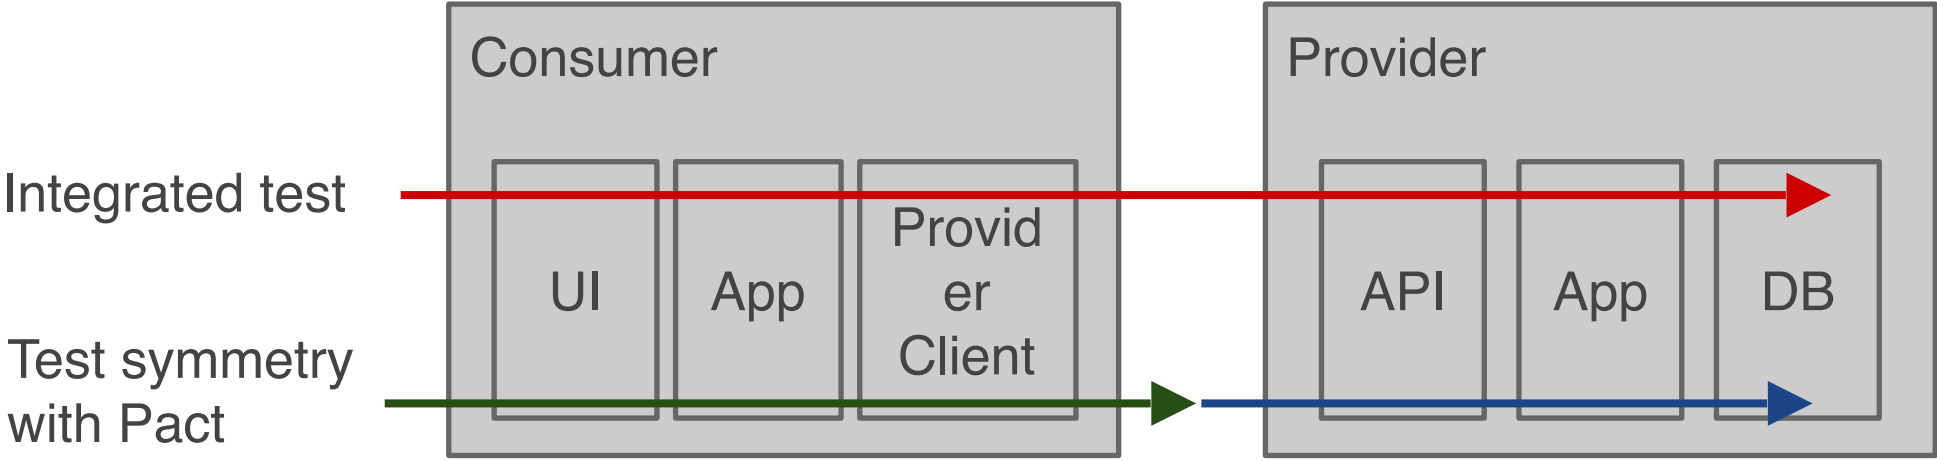 Consumer
Provider
Integrated test
UI
App
Provid
er
Client
API
App
DB
Test symmetry
with Pact